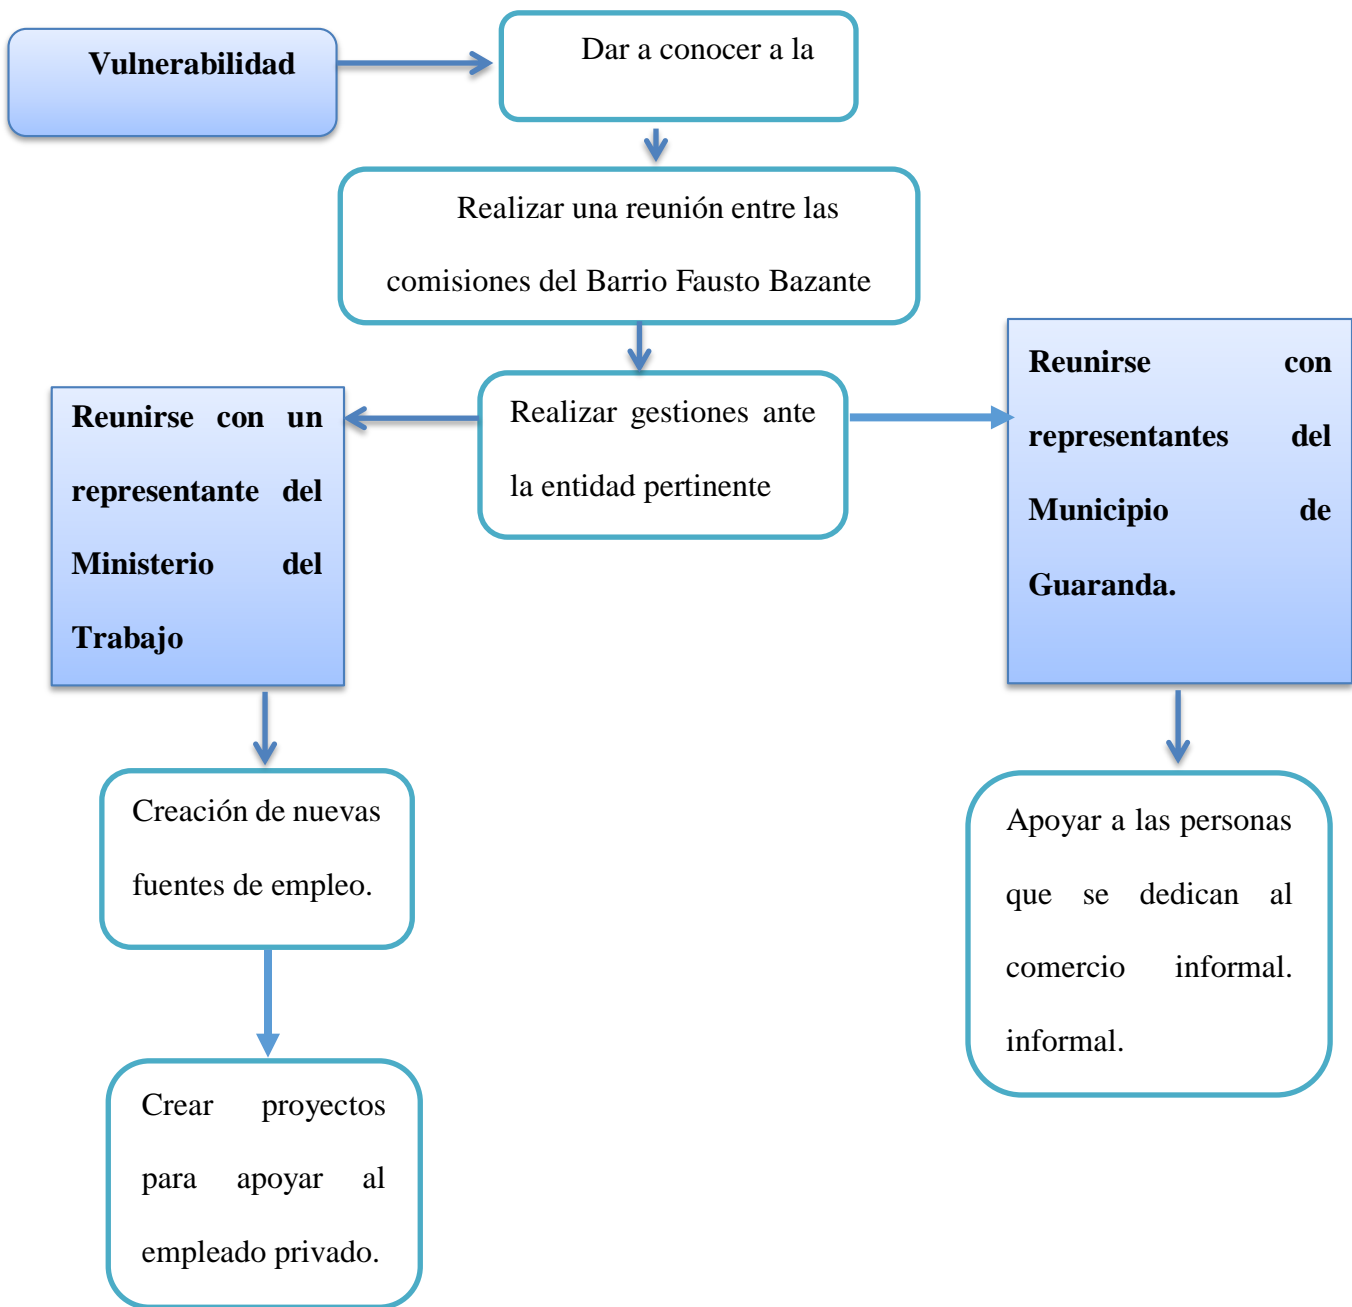 Vulnerabilidad
Dar a conocer a la
Realizar una reunión entre las
comisiones del Barrio Fausto Bazante
Realizar gestiones ante
la entidad pertinente
Reunirse con un
representante del
Ministerio del
Trabajo
Reunirse con
representantes del
Municipio de
Guaranda.
Creación de nuevas
fuentes de empleo.
Apoyar a las personas
que se dedican al
comercio informal.
informal.
Crear proyectos
para apoyar al
empleado privado.